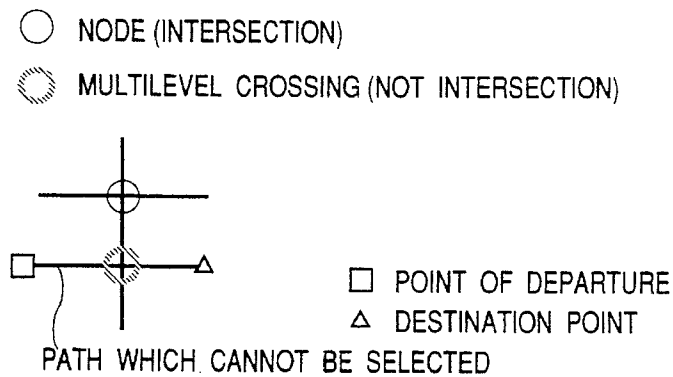 NODE (INTERSECTION)
MULTILEVEL CROSSING (NOT INTERSECTION)
POINT OF DEPARTURE
DESTINATION POINT
PATH WHICH CANNOT BE SELECTED